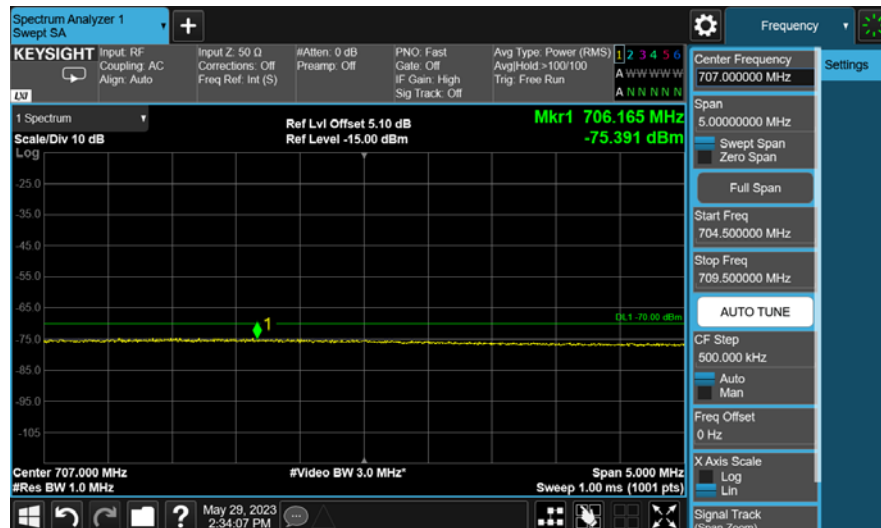 Spectrum Analyzer 1
Swept SA
Frequency
KEYSIGHT
LXI
Input: RF
Coupling: AC
Align: Auto
Input Z: 50 Ω
Corrections: Off
Freq Ref: Int (S)
#Atten: 0 dB
Preamp: Off
PNO: Fast
Gate: Off
IF Gain: High
Sig Track: Off
Avg Type: Power (RMS)
Avg|Hold:>100/100
Trig: Free Run
1 2 3 4 5 6
A W W W W W
A N N N N N
1 Spectrum
Scale/Div 10 dB
Log
Ref Lvl Offset 5.10 dB
Ref Level -15.00 dBm
Mkr1 706.165 MHz
-75.391 dBm
-25.0
-35.0
-45.0
-55.0
-65.0
-75.0
-85.0
-95.0
-105
1
DL1 -70.00 dBm
Center 707.000 MHz
#Res BW 1.0 MHz
#Video BW 3.0 MHz*
Span 5.000 MHz
Sweep 1.00 ms (1001 pts)
Center Frequency
707.000000 MHz
Span
5.00000000 MHz
Swept Span
Zero Span
Full Span
Start Freq
704.500000 MHz
Stop Freq
709.500000 MHz
AUTO TUNE
CF Step
500.000 kHz
Auto
Man
Freq Offset
0 Hz
X Axis Scale
Log
Lin
Signal Track
(Span Zoom)
Settings
?
May 29, 2023
2:34:07 PM